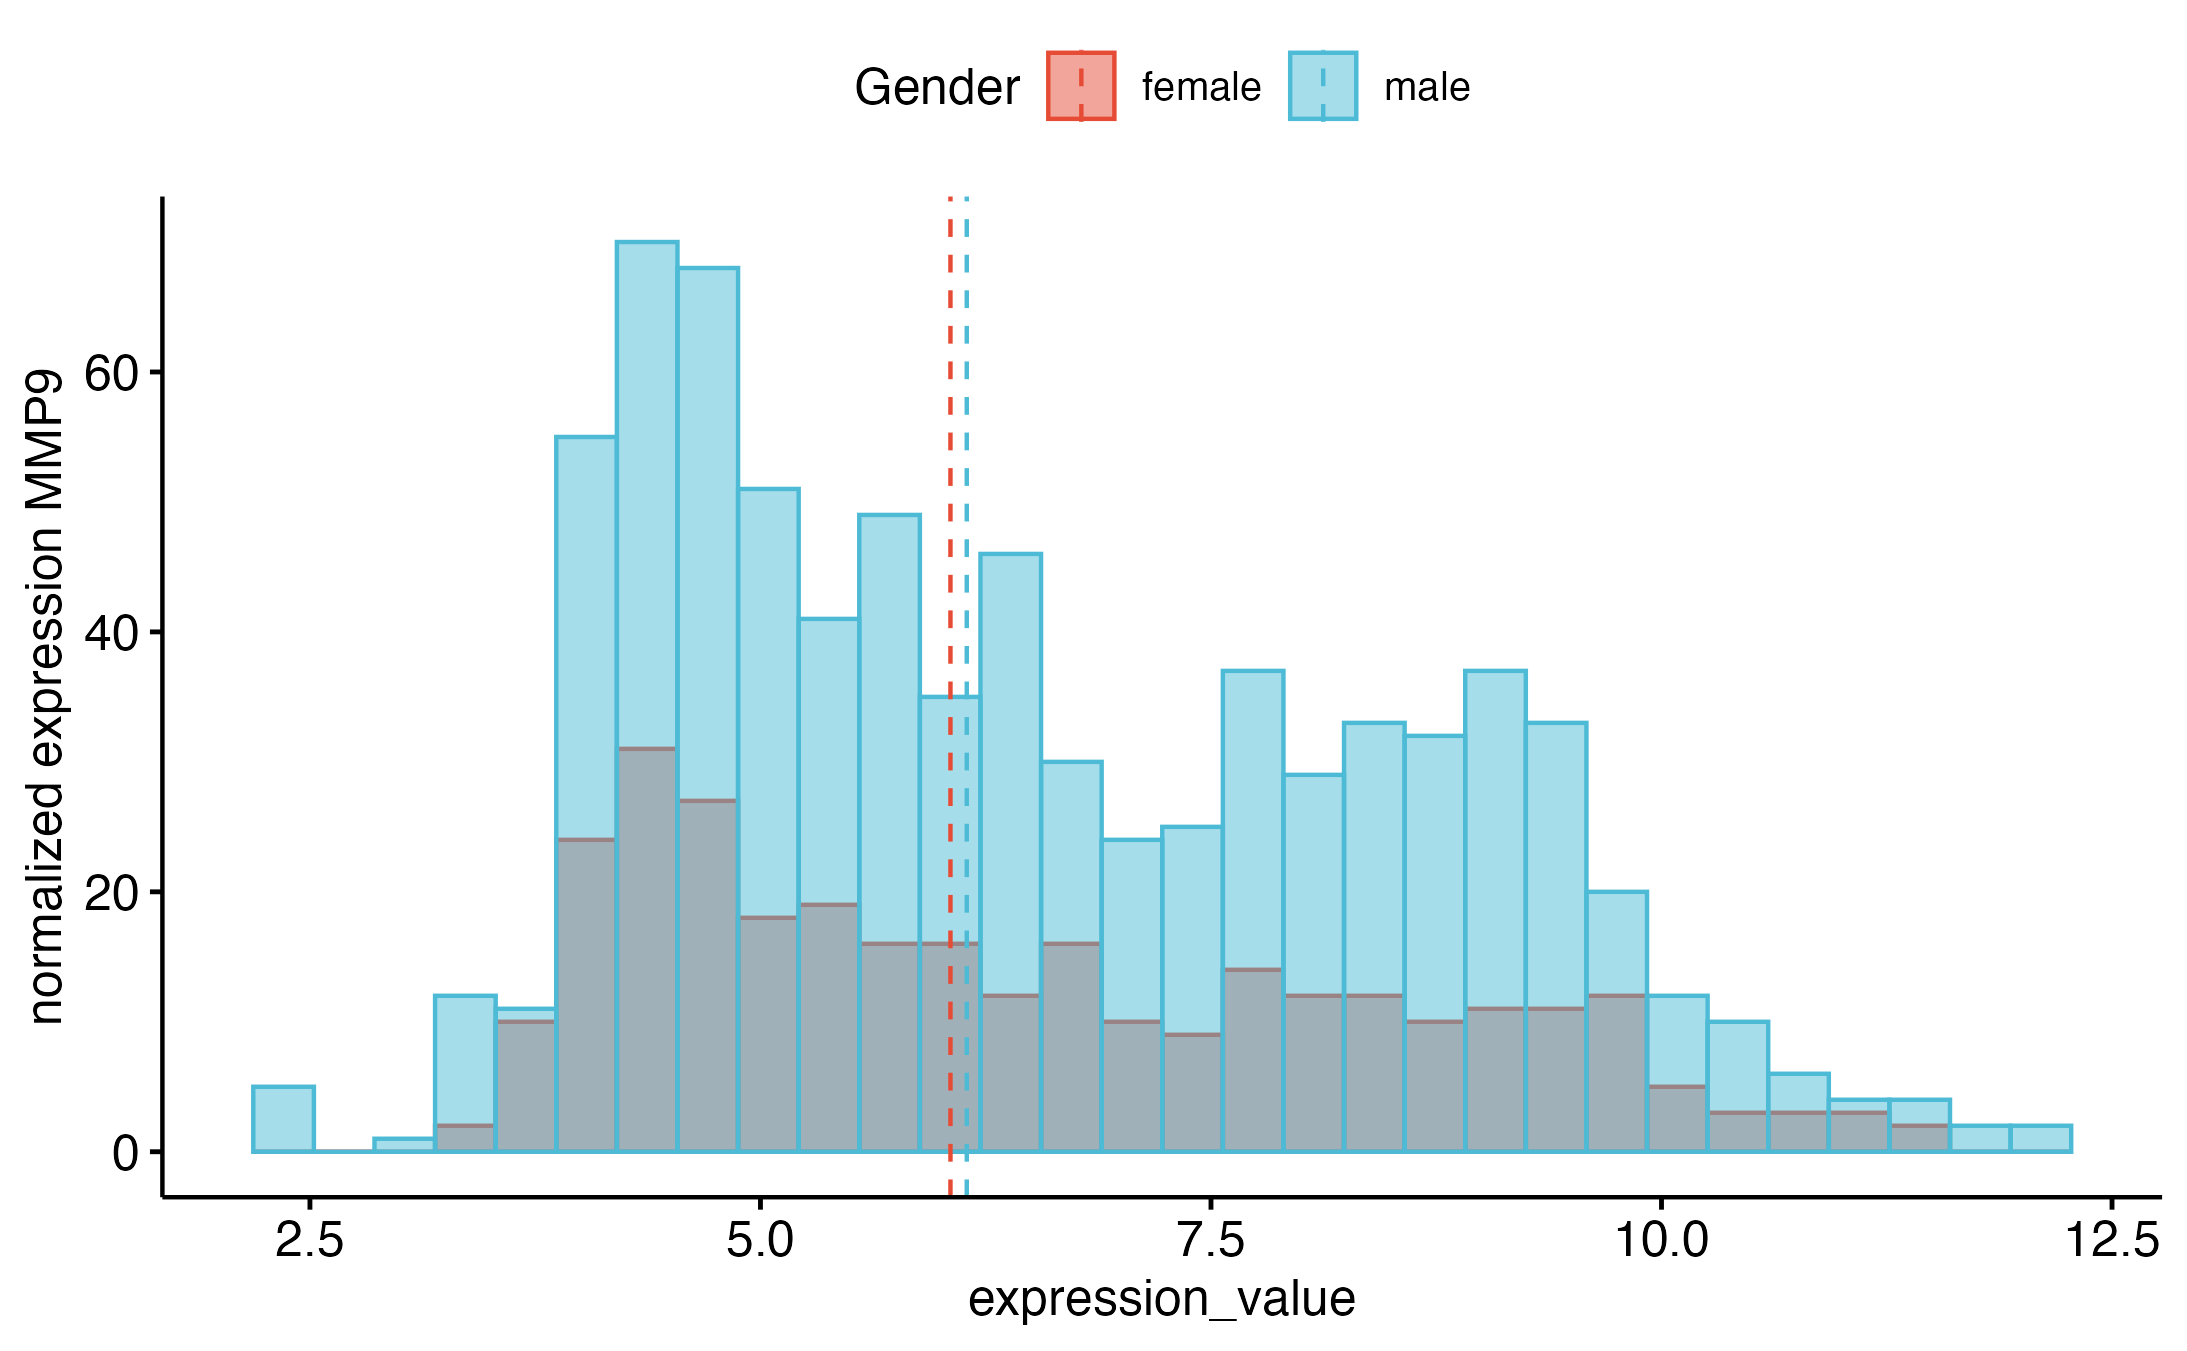 Gender female male
normalized expression MMP9
60
40
20
0
2.5 5.0 7.5 10.0 12.5
expression_value